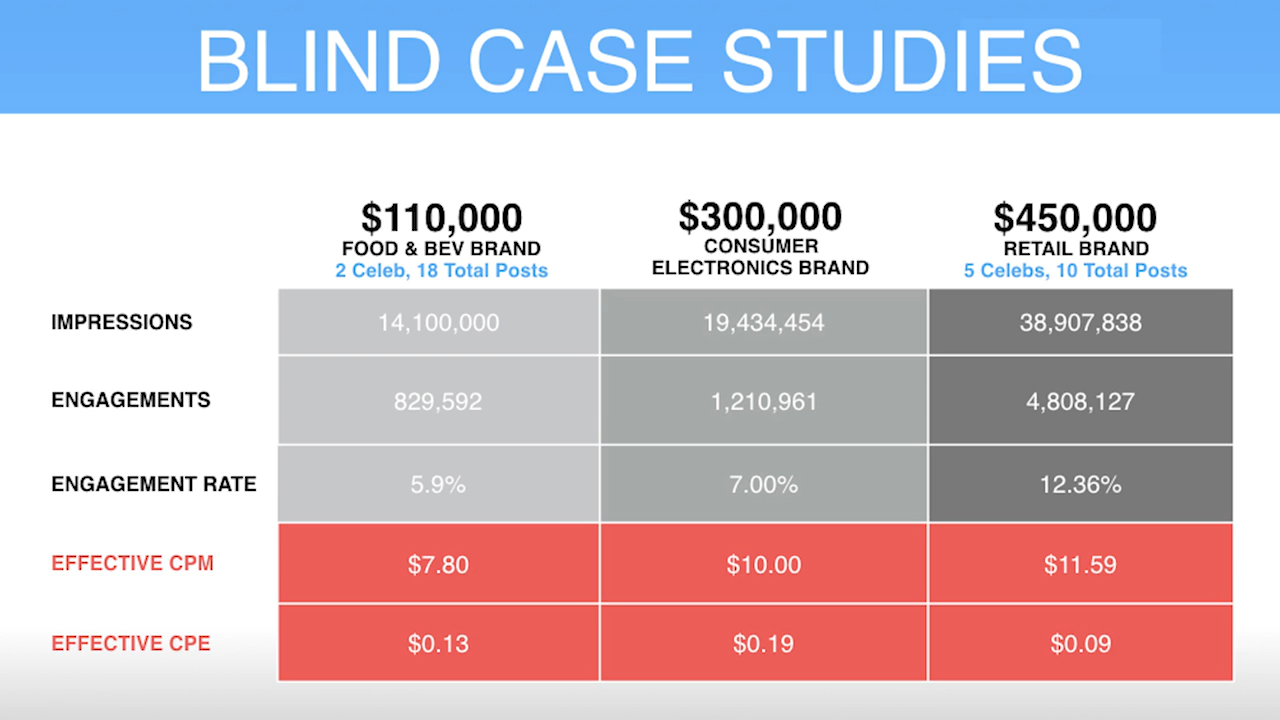 BLIND CASE STUDIES
$110,000
FOOD & BEV BRAND
2 Celeb, 18 Total Posts
$300,000
CONSUMER
ELECTRONICS BRAND
$450,000
RETAIL BRAND
5 Celebs, 10 Total Posts
IMPRESSIONS 14,100,000 19,434,454 38,907,838
ENGAGEMENTS 829,592 1,210,961 4,808,127
ENGAGEMENT RATE 5.9% 7.00% 12.36%
EFFECTIVE CPM $7.80 $10.00 $11.59
EFFECTIVE CPE $0.13 $0.19 $0.09